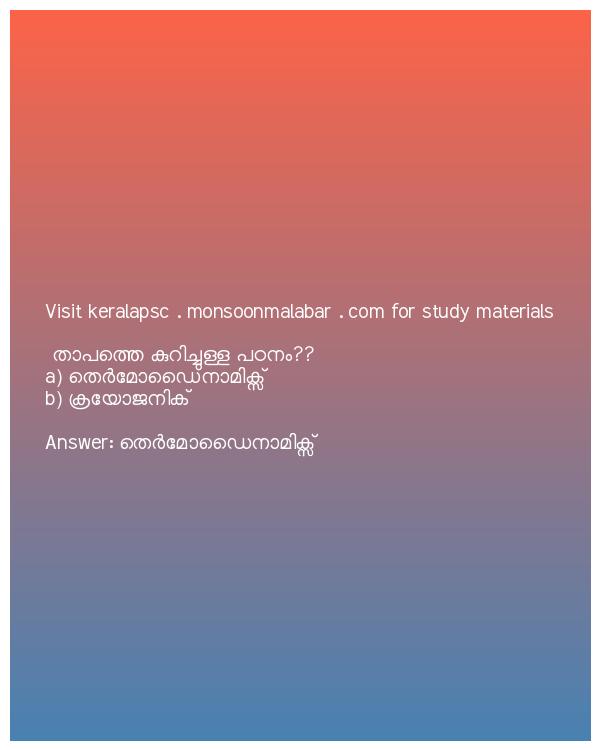 Visit keralapsc . monsoonmalabar . com for study materials
താപത്തെ കുറിച്ചുള്ള പഠനം??
a) തെർമോഡൈനാമിക്സ്
b) ക്രയോജനിക്
Answer: തെർമോഡൈനാമിക്സ്